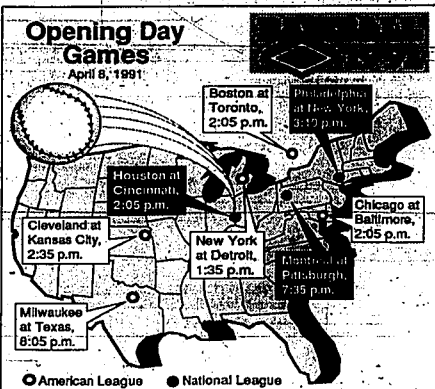 Opening Day
Games
April 8, 1991
Boston at
Toronto,
2:05 p.m.
Philadelphia
at New York,
3:10 p.m.
Houston at
Cincinnati,
2:05 p.m.
Cleveland at
Kansas City,
2:35 p.m.
New York
at Detroit,
1:35 p.m.
Chicago at
Baltimore,
2:05 p.m.
Montreal at
Pittsburgh,
7:35 p.m.
Milwaukee
at Texas,
8:05 p.m.
American League
National League